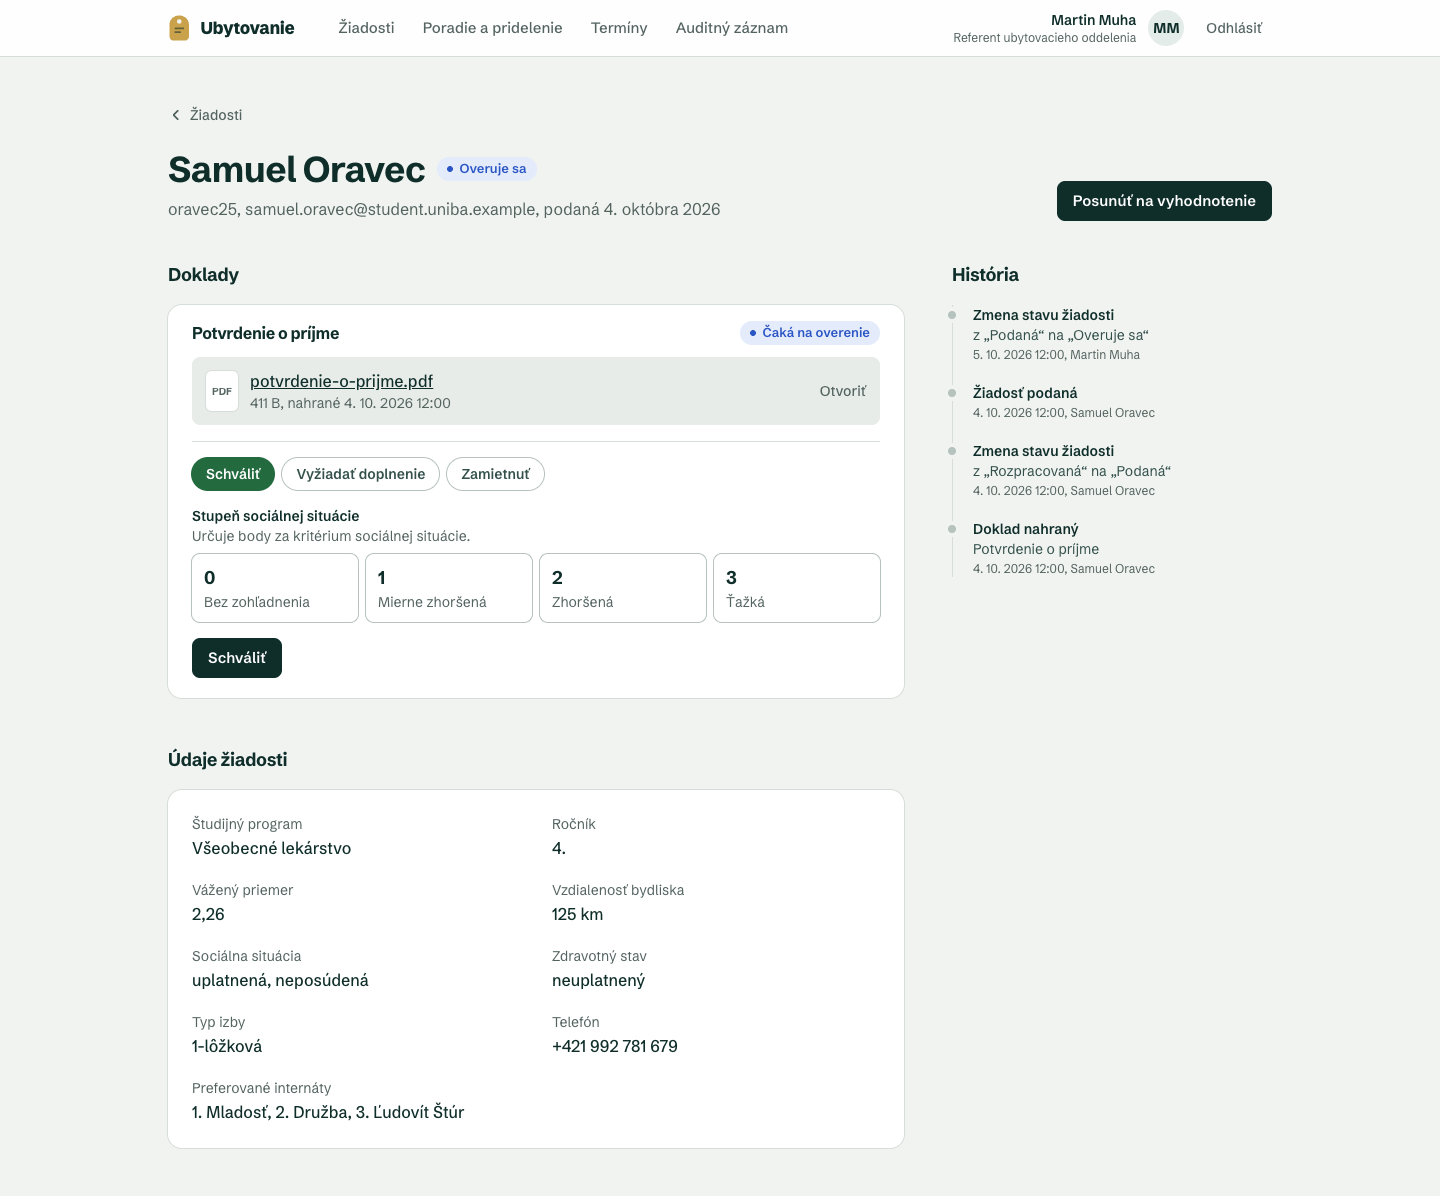 Ubytovanie
Žiadosti
Poradie a pridelenie
Termíny
Auditný záznam
Martin Muha
Referent ubytovacieho oddelenia
MM
Odhlásiť
Žiadosti
Samuel Oravec
Overuje sa
oravec25, samuel.oravec@student.uniba.example, podaná 4. októbra 2026
Posunúť na vyhodnotenie
Doklady
Potvrdenie o príjme
Čaká na overenie
PDF
potvrdenie-o-prijme.pdf
411 B, nahrané 4. 10. 2026 12:00
Otvoriť
Schváliť
Vyžiadať doplnenie
Zamietnuť
Stupeň sociálnej situácie
Určuje body za kritérium sociálnej situácie.
0
Bez zohľadnenia
1
Mierne zhoršená
2
Zhoršená
3
Ťažká
Schváliť
História
Zmena stavu žiadosti
z „Podaná“ na „Overuje sa“
5. 10. 2026 12:00, Martin Muha
Žiadosť podaná
4. 10. 2026 12:00, Samuel Oravec
Zmena stavu žiadosti
z „Rozpracovaná“ na „Podaná“
4. 10. 2026 12:00, Samuel Oravec
Doklad nahraný
Potvrdenie o príjme
4. 10. 2026 12:00, Samuel Oravec
Údaje žiadosti
Študijný program
Všeobecné lekárstvo
Ročník
4.
Vážený priemer
2,26
Vzdialenosť bydliska
125 km
Sociálna situácia
uplatnená, neposúdená
Zdravotný stav
neuplatnený
Typ izby
1-lôžková
Telefón
+421 992 781 679
Preferované internáty
1. Mladosť, 2. Družba, 3. Ľudovít Štúr